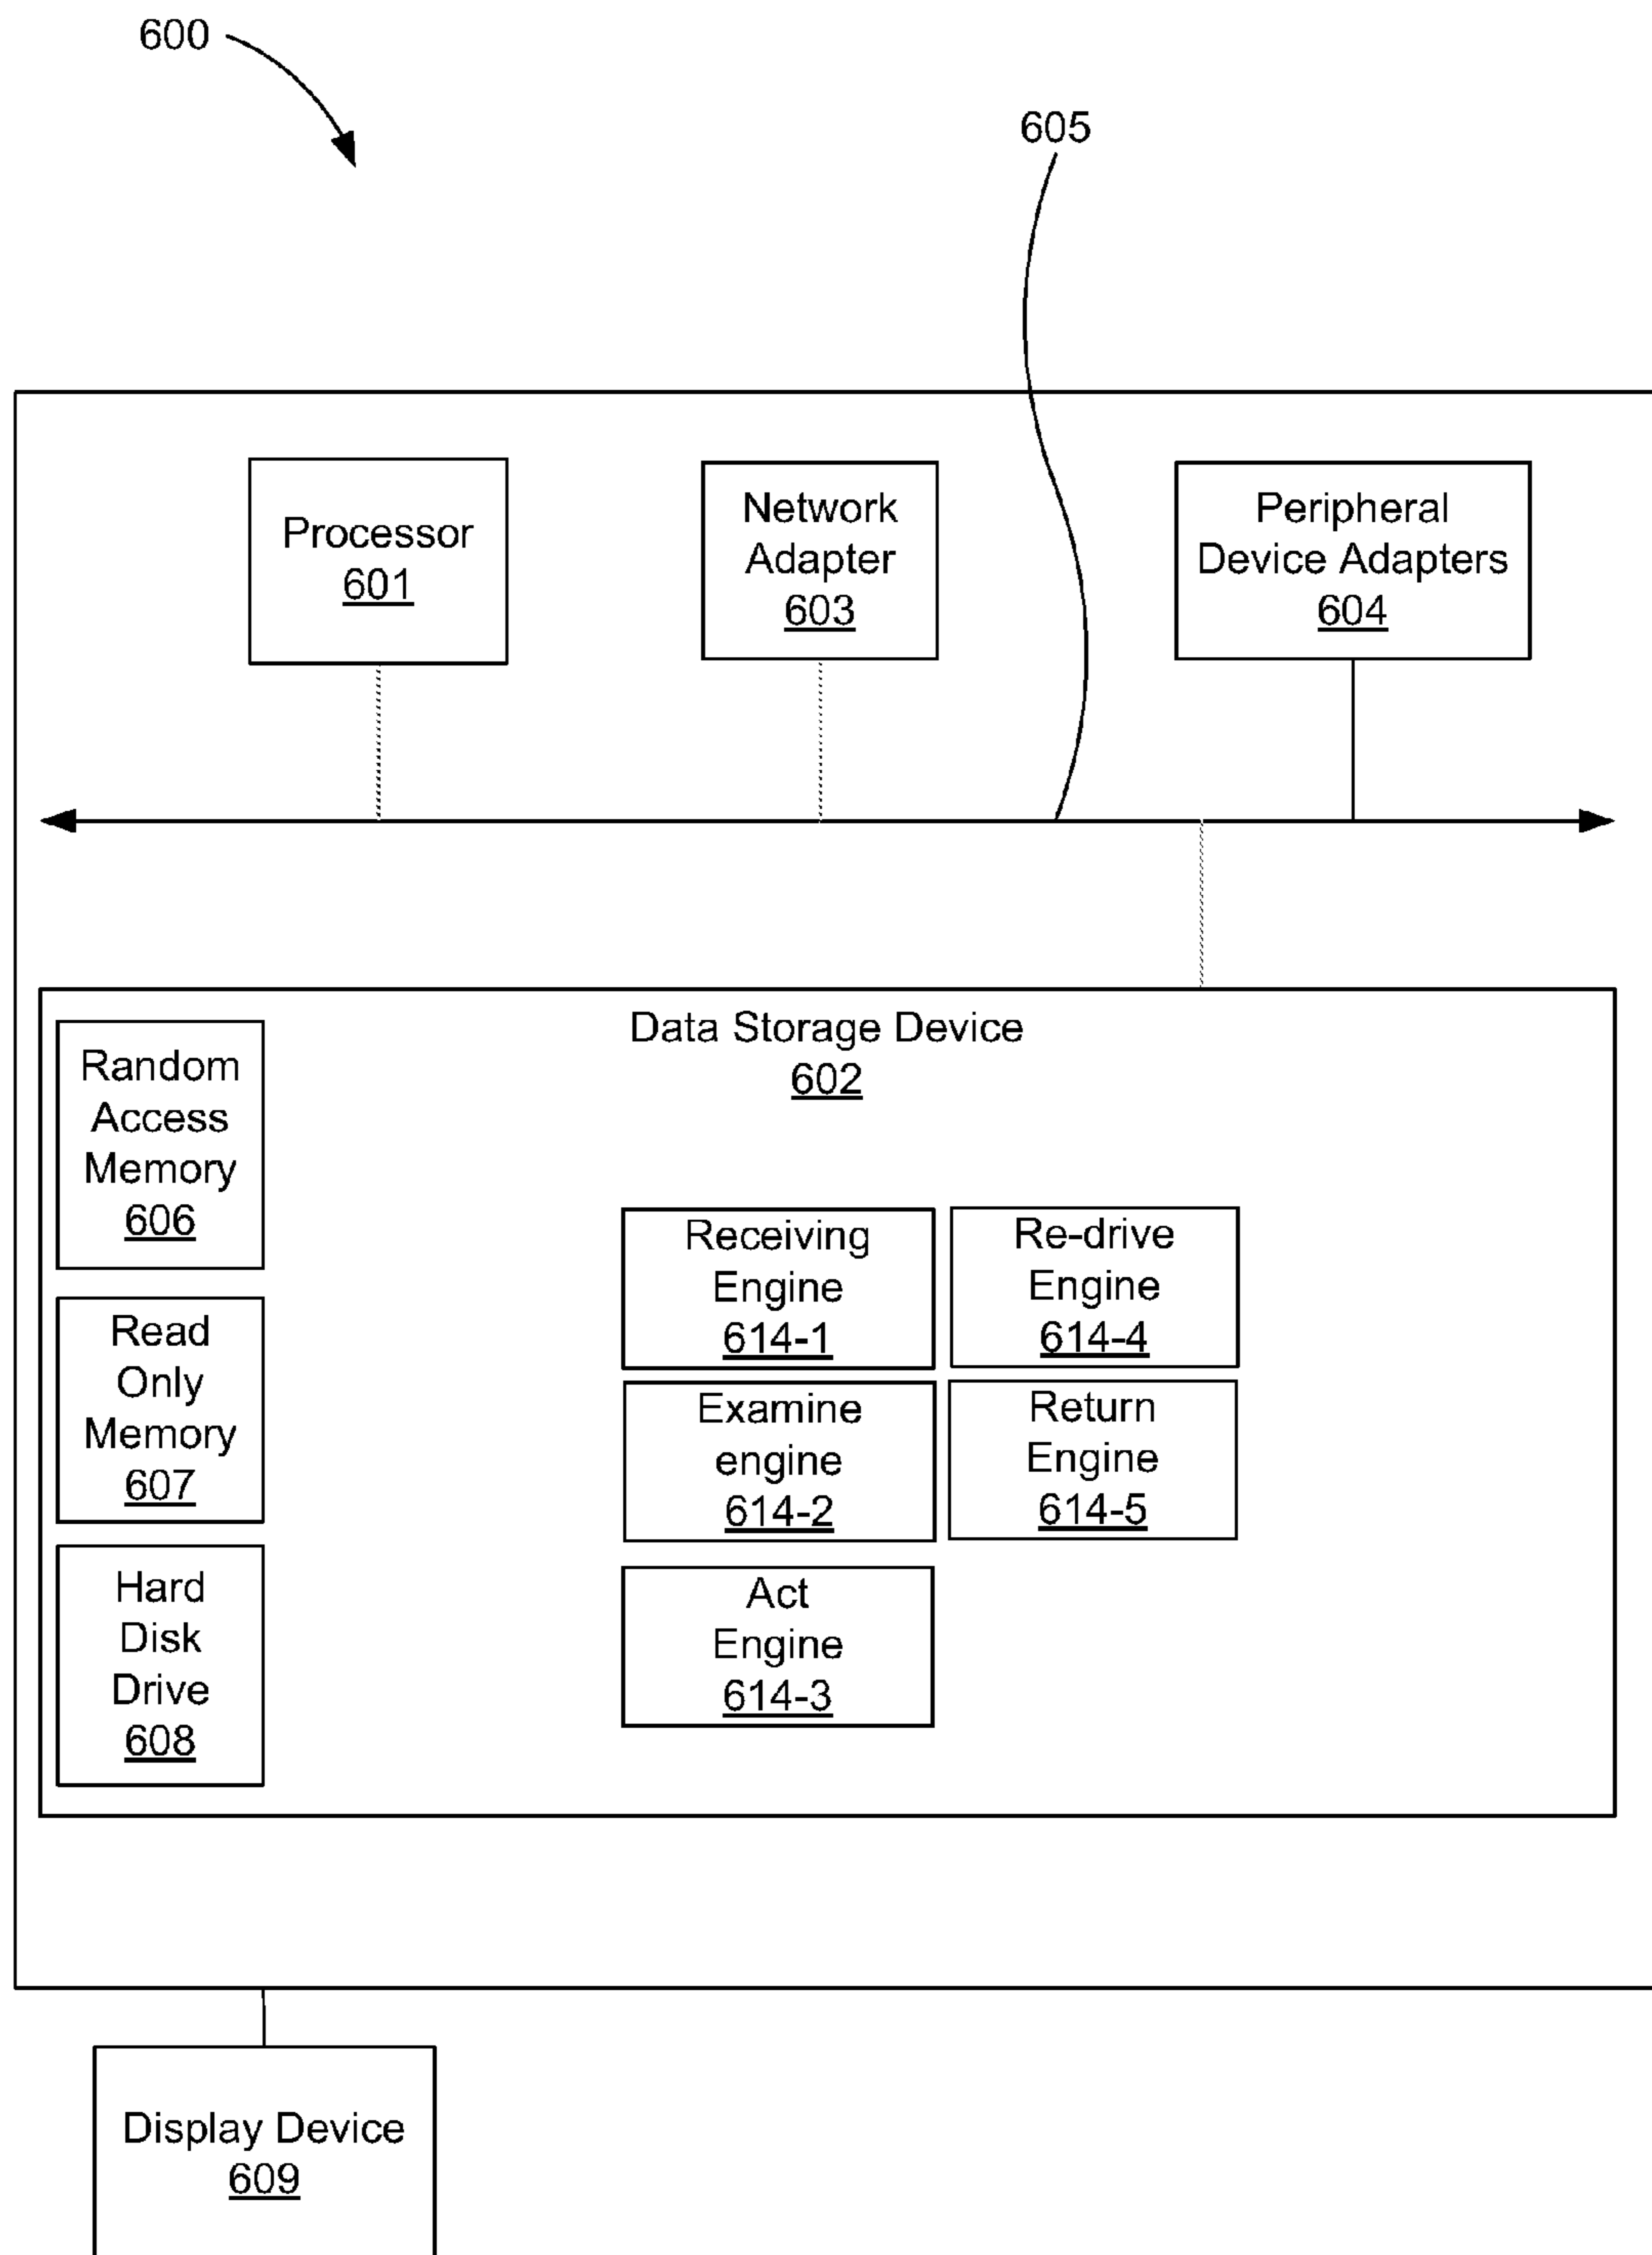 600
605
Processor
601
Network
Adapter
603
Peripheral
Device Adapters
604
Data Storage Device
602
Random
Access
Memory
606
Read
Only
Memory
607
Hard
Disk
Drive
608
Receiving
Engine
614-1
Re-drive
Engine
614-4
Examine
engine
614-2
Return
Engine
614-5
Act
Engine
614-3
Display Device
609